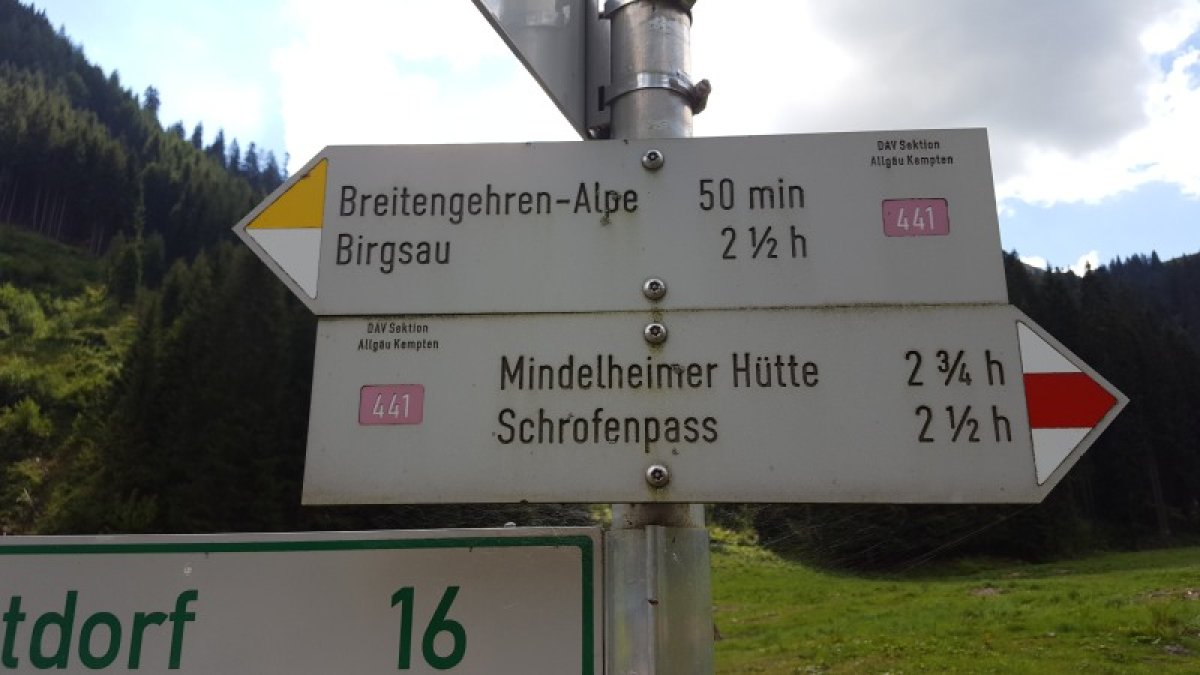 DAV Sektion
Allgäu Kempten
Breitengehren-Alpe 50 min
441
Birgsau 2 ½ h
DAV Sektion
Allgäu Kempten
Mindelheimer Hütte 2 ¾ h
441
Schrofenpass 2 ½ h
tdorf 16